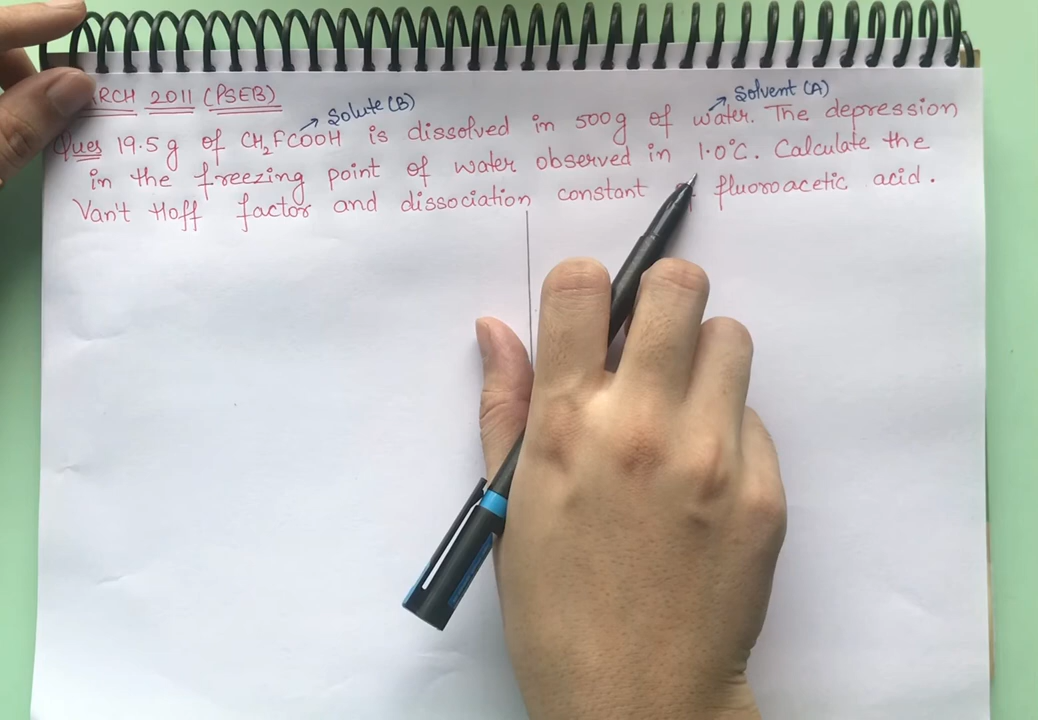 RCH 2011 (PSEB)
→ Solute (B)
→ Solvent (A)
Ques 19.5 g of CH₂FCOOH is dissolved in 500g of water. The depression
in the freezing point of water observed in 1.0°C. Calculate the
Van't Hoff factor and dissociation constant fluoroacetic acid.